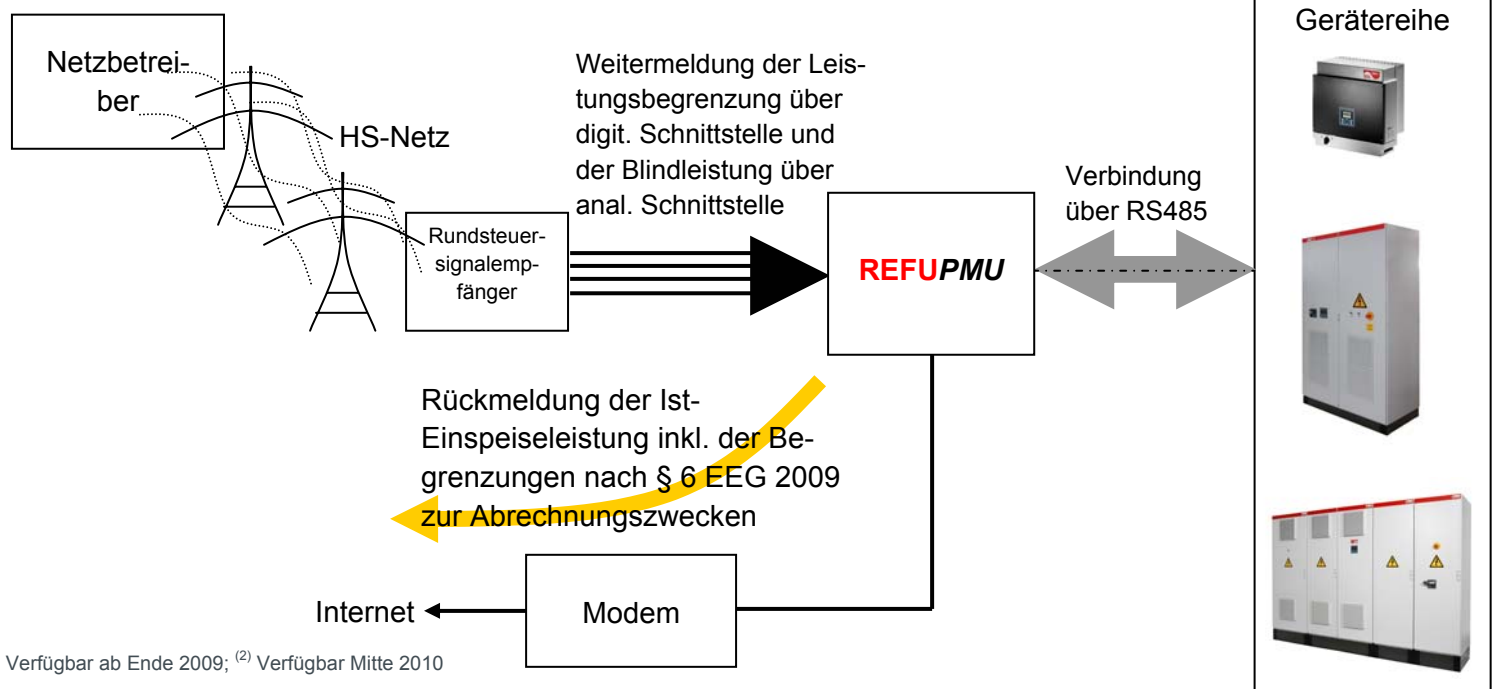 Netzbetrei-
ber
HS-Netz
Rundsteuer-
signalemp-
fänger
Weitermeldung der Leis-
tungsbegrenzung über
digit. Schnittstelle und
der Blindleistung über
anal. Schnittstelle
REFUPMU
Verbindung
über RS485
Gerätereihe
Rückmeldung der Ist-
Einspeiseleistung inkl. der Be-
grenzungen nach § 6 EEG 2009
zur Abrechnungszwecken
Internet
Modem
Verfügbar ab Ende 2009; (2) Verfügbar Mitte 2010